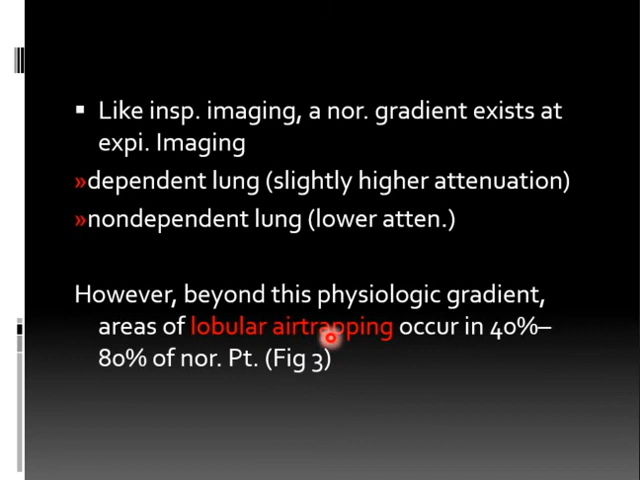 ▪ Like insp. imaging, a nor. gradient exists at
expi. Imaging
»dependent lung (slightly higher attenuation)
»nondependent lung (lower atten.)
However, beyond this physiologic gradient,
areas of lobular airtrapping occur in 40%–
80% of nor. Pt. (Fig 3)